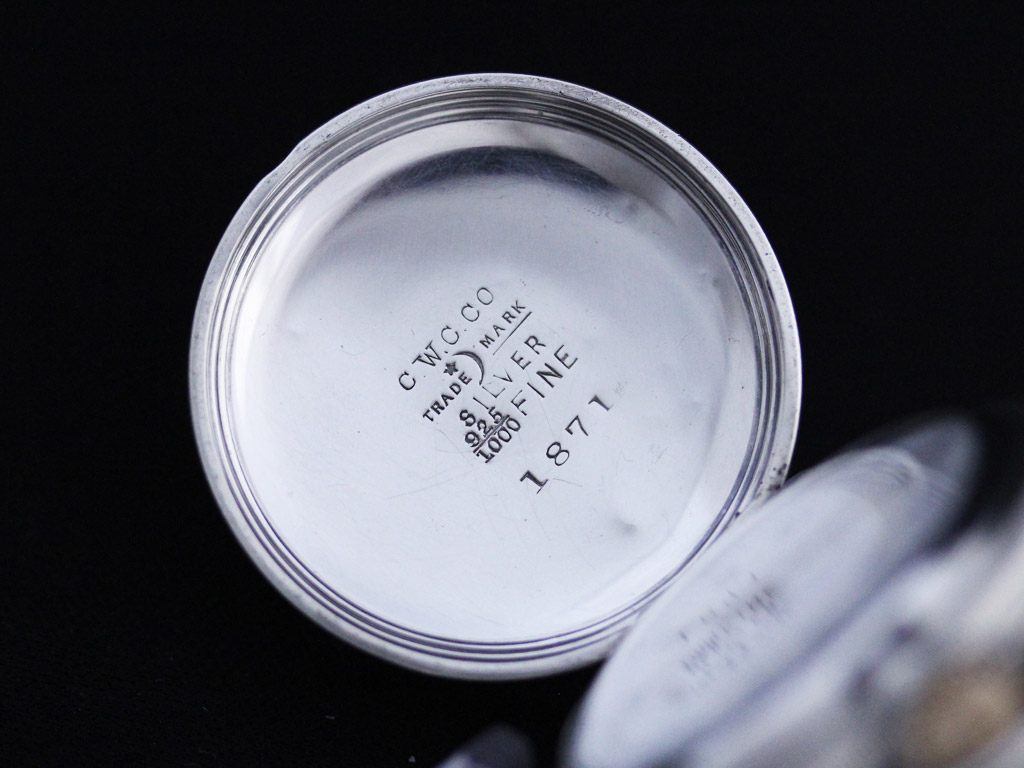 C.W.C.CO
TRADE MARK
SILVER
925
1000 FINE
1871